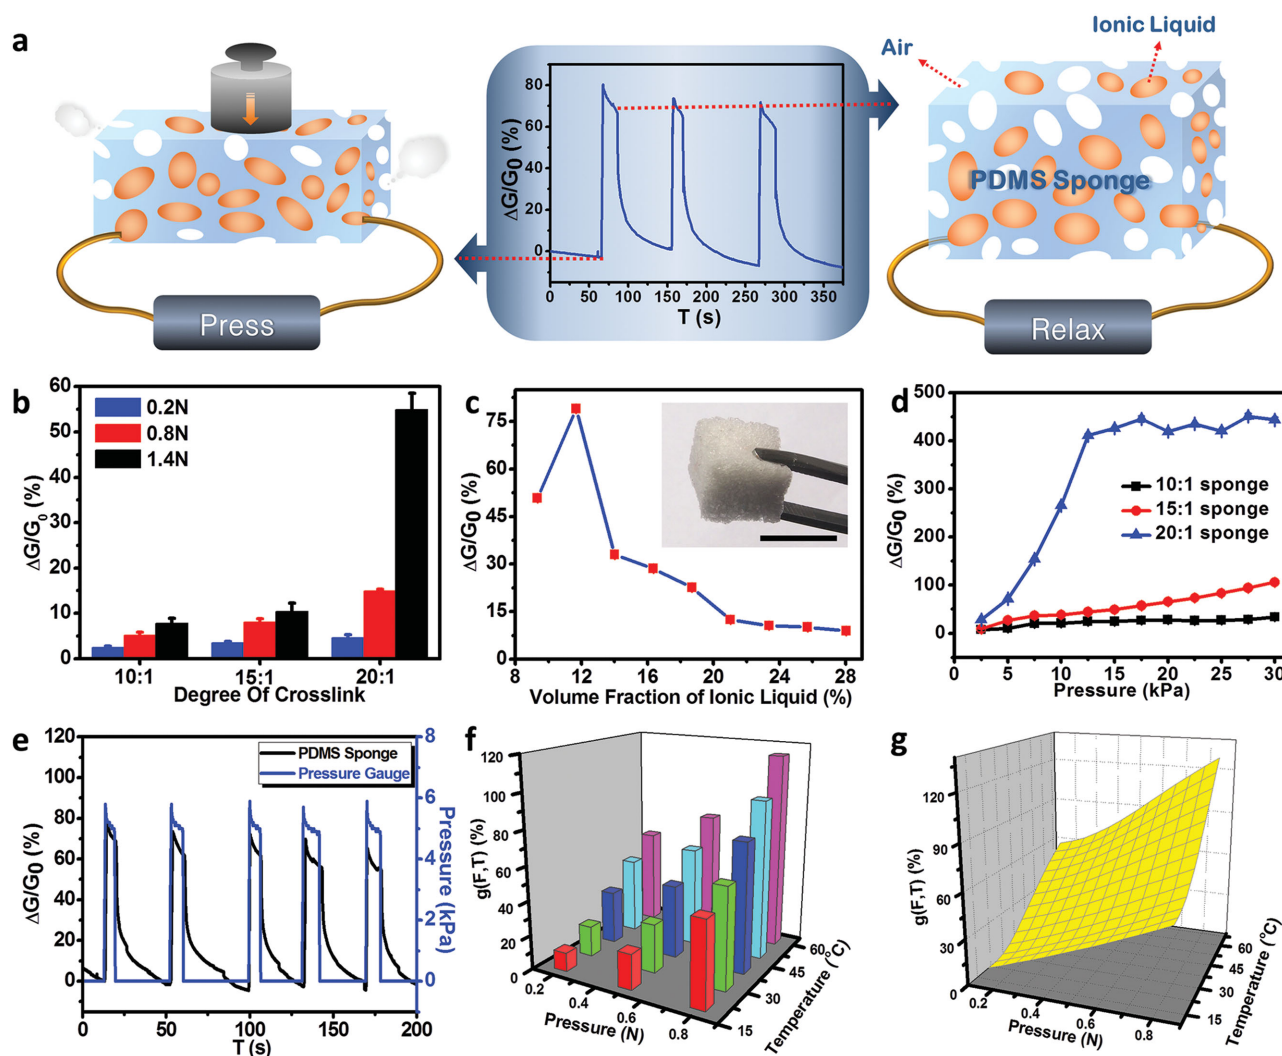 a
Air
Ionic Liquid
PDMS Sponge
Press
Relax
ΔG/G0 (%)
80
60
40
20
0
0 50 100 150 200 250 300 350
T (s)
b
ΔG/G0 (%)
60
50
40
30
20
10
0
0.2N
0.8N
1.4N
10:1 15:1 20:1
Degree Of Crosslink
c
ΔG/G0 (%)
75
60
45
30
15
0
8 12 16 20 24 28
Volume Fraction of Ionic Liquid (%)
d
ΔG/G0 (%)
500
400
300
200
100
0
10:1 sponge
15:1 sponge
20:1 sponge
0 5 10 15 20 25 30
Pressure (kPa)
e
ΔG/G0 (%)
120
100
80
60
40
20
0
PDMS Sponge
Pressure Gauge
8
6
4
2
0
Pressure (kPa)
0 50 100 150 200
T (s)
f
g(F,T) (%)
120
100
80
60
40
20
0
0.2 0.4 0.6 0.8
Pressure (N)
15 30 45 60
Temperature (°C)
g
g(F,T) (%)
120
90
60
30
0
0.2 0.4 0.6 0.8
Pressure (N)
15 30 45 60
Temperature (°C)